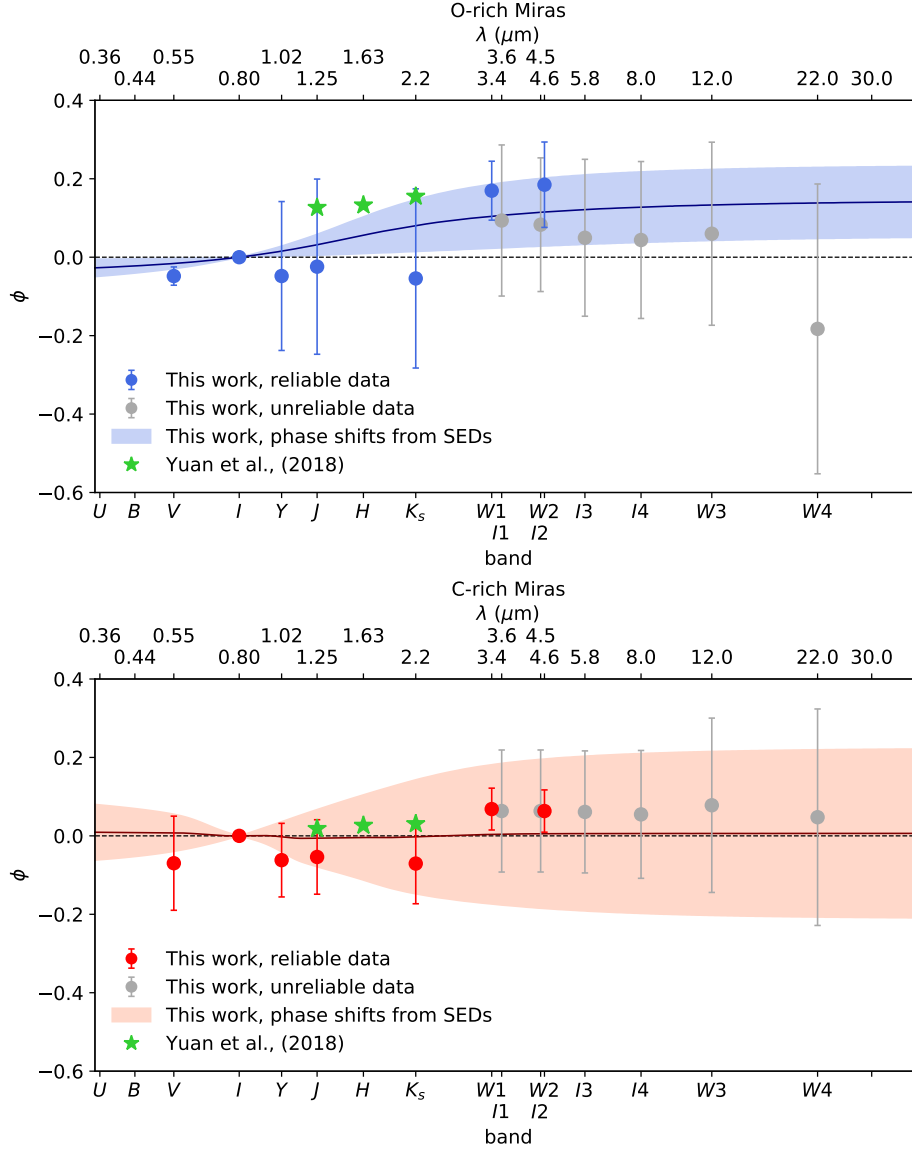 O-rich Miras
λ (μm)
0.36 0.55 1.02 1.63 3.6 4.5
0.44 0.80 1.25 2.2 3.4 4.6 5.8 8.0 12.0 22.0 30.0
0.4
0.2
0.0
−0.2
−0.4
−0.6
ϕ
This work, reliable data
This work, unreliable data
This work, phase shifts from SEDs
Yuan et al., (2018)
U B V I Y J H Ks W1 W2 I3 I4 W3 W4
I1 I2
band
C-rich Miras
λ (μm)
0.36 0.55 1.02 1.63 3.6 4.5
0.44 0.80 1.25 2.2 3.4 4.6 5.8 8.0 12.0 22.0 30.0
0.4
0.2
0.0
−0.2
−0.4
−0.6
ϕ
This work, reliable data
This work, unreliable data
This work, phase shifts from SEDs
Yuan et al., (2018)
U B V I Y J H Ks W1 W2 I3 I4 W3 W4
I1 I2
band